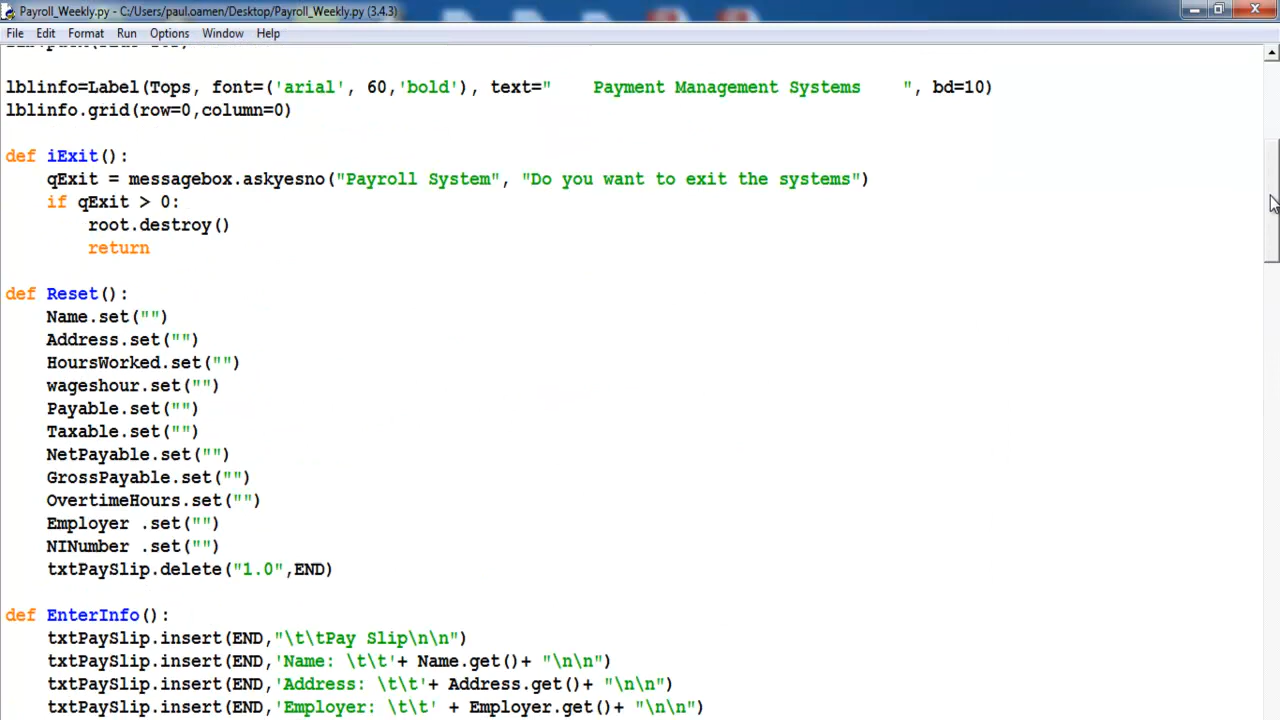 Payroll_Weekly.py - C:/Users/paul.oamen/Desktop/Payroll_Weekly.py (3.4.3)
File Edit Format Run Options Window Help
lblinfo=Label(Tops, font=('arial', 60,'bold'), text="    Payment Management Systems    ", bd=10)
lblinfo.grid(row=0,column=0)
def iExit():
    qExit = messagebox.askyesno("Payroll System", "Do you want to exit the systems")
    if qExit > 0:
        root.destroy()
        return
def Reset():
    Name.set("")
    Address.set("")
    HoursWorked.set("")
    wageshour.set("")
    Payable.set("")
    Taxable.set("")
    NetPayable.set("")
    GrossPayable.set("")
    OvertimeHours.set("")
    Employer .set("")
    NINumber .set("")
    txtPaySlip.delete("1.0",END)
def EnterInfo():
    txtPaySlip.insert(END,"\t\tPay Slip\n\n")
    txtPaySlip.insert(END,'Name: \t\t'+ Name.get()+ "\n\n")
    txtPaySlip.insert(END,'Address: \t\t'+ Address.get()+ "\n\n")
    txtPaySlip.insert(END,'Employer: \t\t' + Employer.get()+ "\n\n")